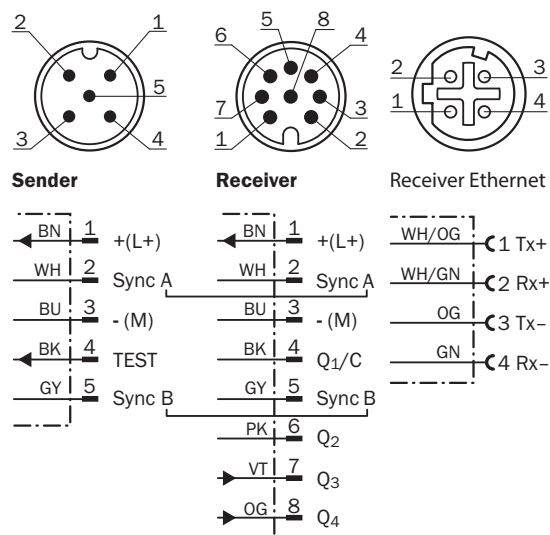 2 1
5
3 4
5 8
6 4
7 3
1 2
2 3
1 4
Sender
Receiver
Receiver Ethernet
BN 1 +(L+)
WH 2 Sync A
BU 3 - (M)
BK 4 TEST
GY 5 Sync B
BN 1 +(L+)
WH 2 Sync A
BU 3 - (M)
BK 4 Q1/C
GY 5 Sync B
PK 6 Q2
VT 7 Q3
OG 8 Q4
WH/OG 1 Tx+
WH/GN 2 Rx+
OG 3 Tx–
GN 4 Rx–